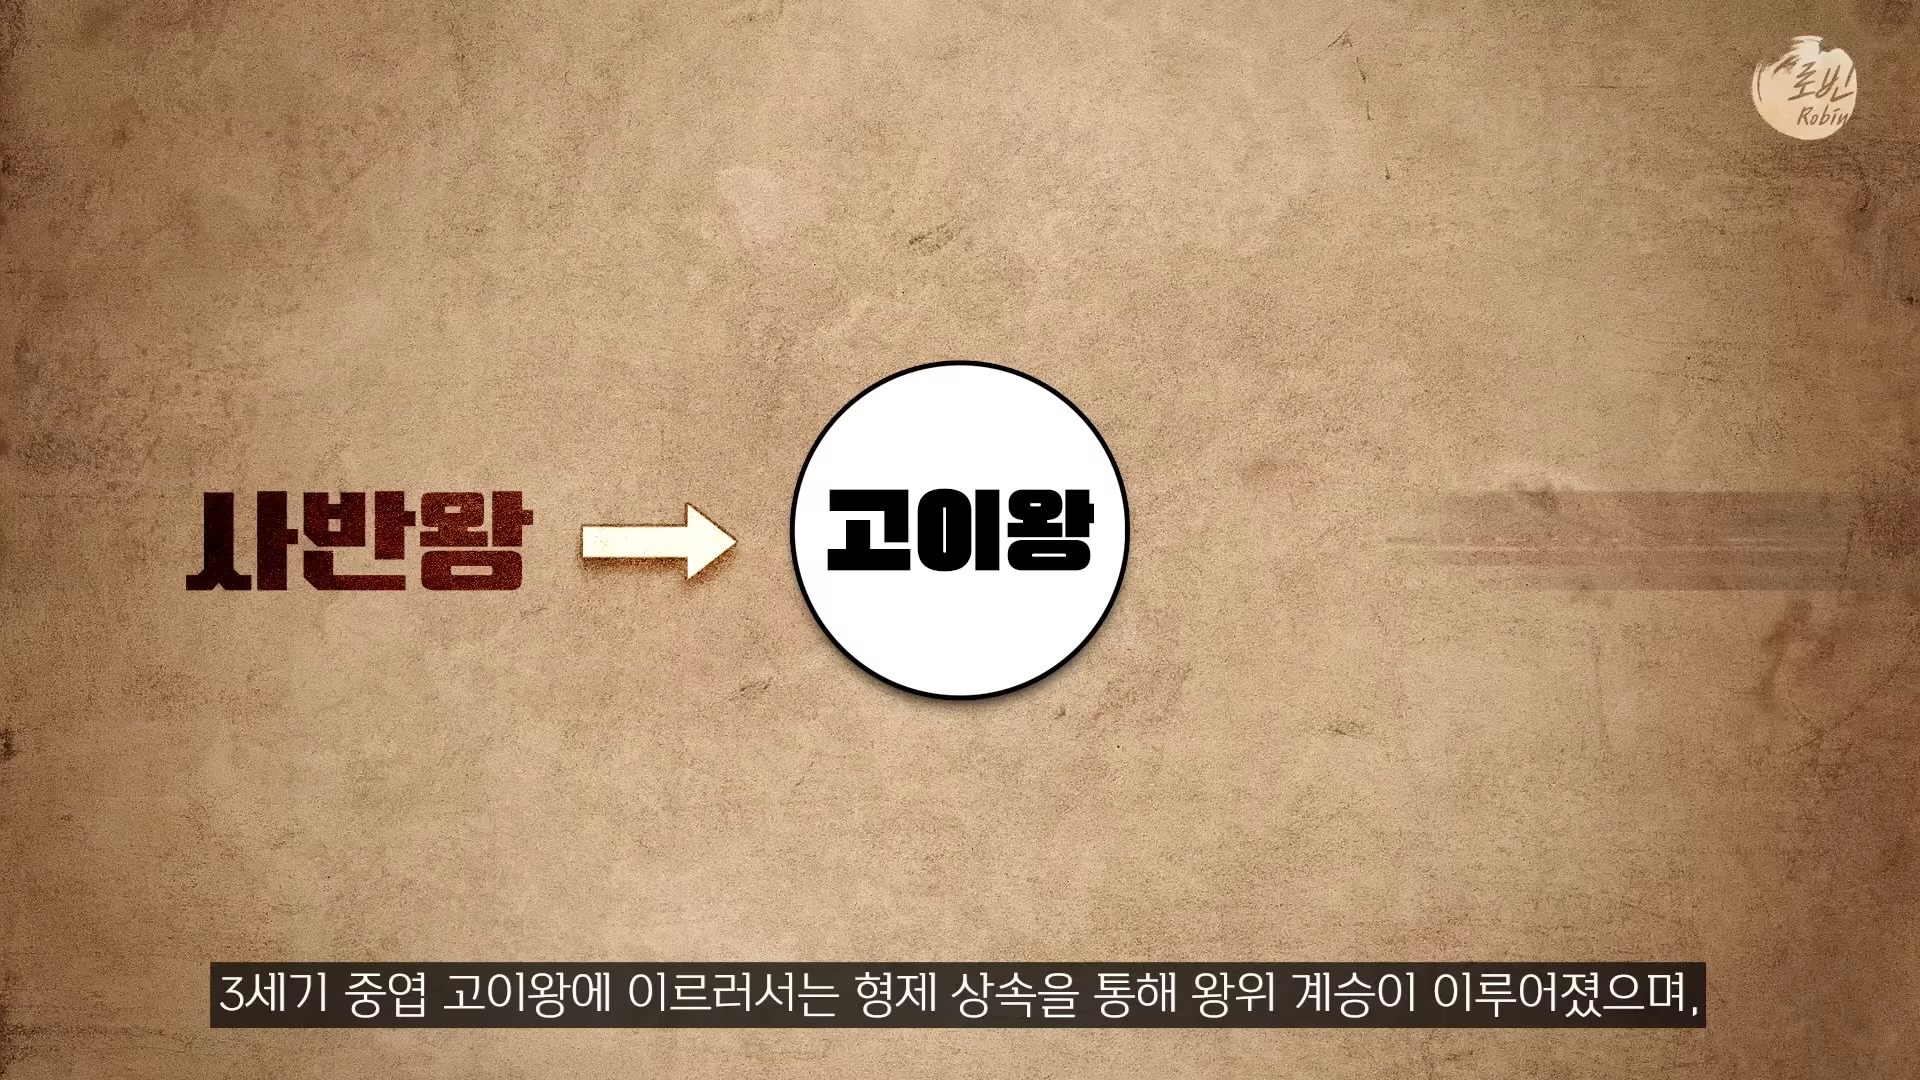 로빈
Robin
사반왕
고이왕
3세기 중엽 고이왕에 이르러서는 형제 상속을 통해 왕위 계승이 이루어졌으며,